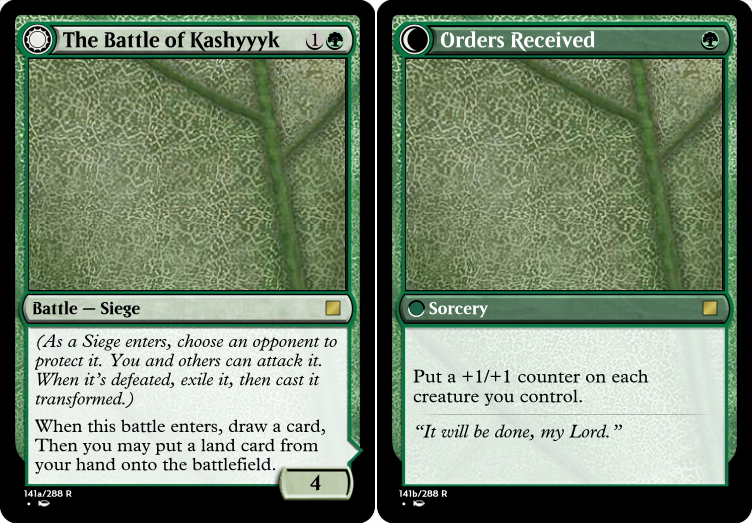 The Battle of Kashyyyk 1
Battle — Siege
(As a Siege enters, choose an opponent to
protect it. You and others can attack it.
When it's defeated, exile it, then cast it
transformed.)
When this battle enters, draw a card,
Then you may put a land card from
your hand onto the battlefield.
4
141a/288 R
Orders Received
Sorcery
Put a +1/+1 counter on each
creature you control.
“It will be done, my Lord.”
141b/288 R